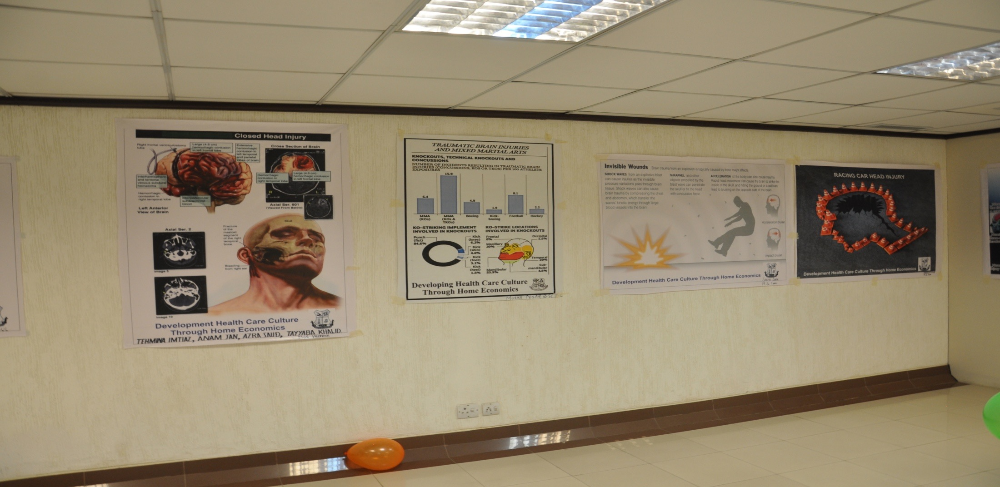 Closed Head Injury
Right frontal ventriculostomy
tube
Large (4.6 cm)
hemorrhagic contusion
in left frontal lobe
Extensive
hemorrhagic
contusion in
left temporal
and parietal
lobes of brain
Interhemispheric
and tentorial
venous subdural
hematoma
Hemorrhagic
contusion in
right temporal lobe
Interpeduncular
subarachnoid
blood
Left Anterior
View of Brain
Cross Section of Brain
Hemorrhagic
contusion in
right temporal lobe
Large (4.6 cm)
hemorrhagic contusion
in left frontal lobe
R
L
Axial Ser. 601
(Viewed From Below)
Axial Ser. 2
Image 3
Image 10
Fracture
of the
mastoid
segment
of the right
temporal
bone
Skull
Bleeding
from right ear
Development Health Care Culture
Through Home Economics
TEHMINA IMTIAZ, ANAM JAN, AZRA SAIID, TAYYABA KHALID
TRAUMATIC BRAIN INJURIES
AND MIXED MARTIAL ARTS
KNOCKOUTS, TECHNICAL KNOCKOUTS AND
CONCUSSIONS
NUMBER OF INCIDENTS RESULTING IN TRAUMATIC BRAIN
INJURIES (CONCUSSIONS, KOS OR TKOS) PER 100 ATHELETE
EXPOSURES
6.4
15.9
4.9
1.9
8.1
2.2
MMA
(KOs)
MMA
(KOs &
TKOs)
Boxing
Kick-
boxing
Football
Hockey
KO-STRIKING IMPLEMENT
INVOLVED IN KNOCKOUTS
Punch
(fist)
84.6%
Kick
(knee)
6.2%
Kick
(shin)
4.6%
Kick
(foot)
3.1%
Kick
(heel)
1.5%
KO-STRIKE LOCATIONS
INVOLVED IN KNOCKOUTS
Frontal
0%
Maxillary
20%
Mandibular
53.9%
Occipital
1.5%
Temporal
20%
Sub-
mandibular
4.5%
Developing Health Care Culture
Through Home Economics
MUSKA NISAR B.SC
Invisible Wounds Brain trauma from an explosion is typically caused by three major effects.
SHOCK WAVES from an explosive blast
can cause injuries as the invisible
pressure variations pass through brain
tissue. Shock waves can also cause
brain trauma by compressing the chest
and abdomen, which transfer the
waves' kinetic energy through large
blood vessels into the brain.
SHRAPNEL and other
objects propelled by the
blast wave can penetrate
the skull or hit the head
with concussive force.
ACCELERATION of the body can also cause trauma.
Rapid head movement can cause the brain to strike the
inside of the skull, and hitting the ground or a wall can
lead to bruising on the opposite side of the brain.
Acceleration bruise
Impact bruise
Development Health Care Culture Through Home Economics
RACING CAR HEAD INJURY
Development Health Care Culture Through Home Economics